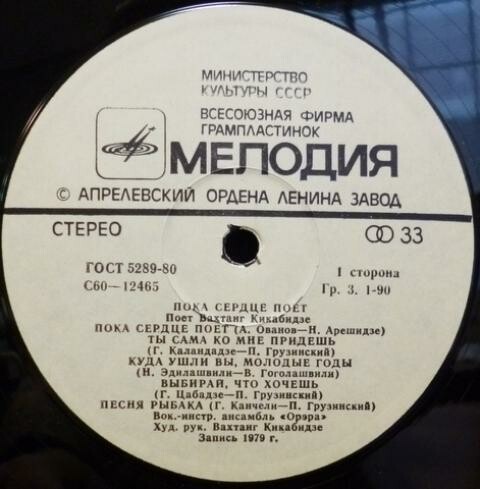 МИНИСТЕРСТВО
КУЛЬТУРЫ СССР
ВСЕСОЮЗНАЯ ФИРМА
ГРАМПЛАСТИНОК
МЕЛОДИЯ
© АПРЕЛЕВСКИЙ ОРДЕНА ЛЕНИНА ЗАВОД
СТЕРЕО 33
ГОСТ 5289-80 1 сторона
С60—12465 Гр. 3. 1-90
ПОКА СЕРДЦЕ ПОЕТ
Поет Вахтанг Кикабидзе
ПОКА СЕРДЦЕ ПОЕТ (А. Ованов—Н. Арешидзе)
ТЫ САМА КО МНЕ ПРИДЕШЬ
(Г. Каландадзе—П. Грузинский)
КУДА УШЛИ ВЫ, МОЛОДЫЕ ГОДЫ
(Н. Эдилашвили—В. Гоголашвили)
ВЫБИРАЙ, ЧТО ХОЧЕШЬ
(Г. Цабадзе—П. Грузинский)
ПЕСНЯ РЫБАКА (Г. Канчели—П. Грузинский)
Вок.-инстр. ансамбль «Орэра»
Худ. рук. Вахтанг Кикабидзе
Запись 1979 г.